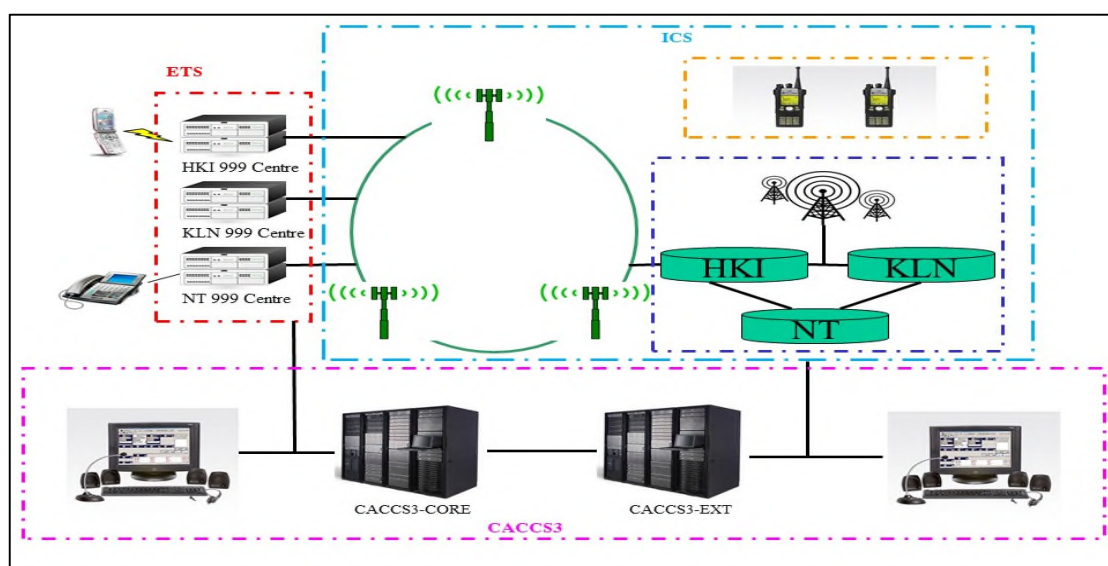 ICS
ETS
HKI 999 Centre
KLN 999 Centre
NT 999 Centre
HKI
KLN
NT
CACCS3-CORE
CACCS3-EXT
CACCS3